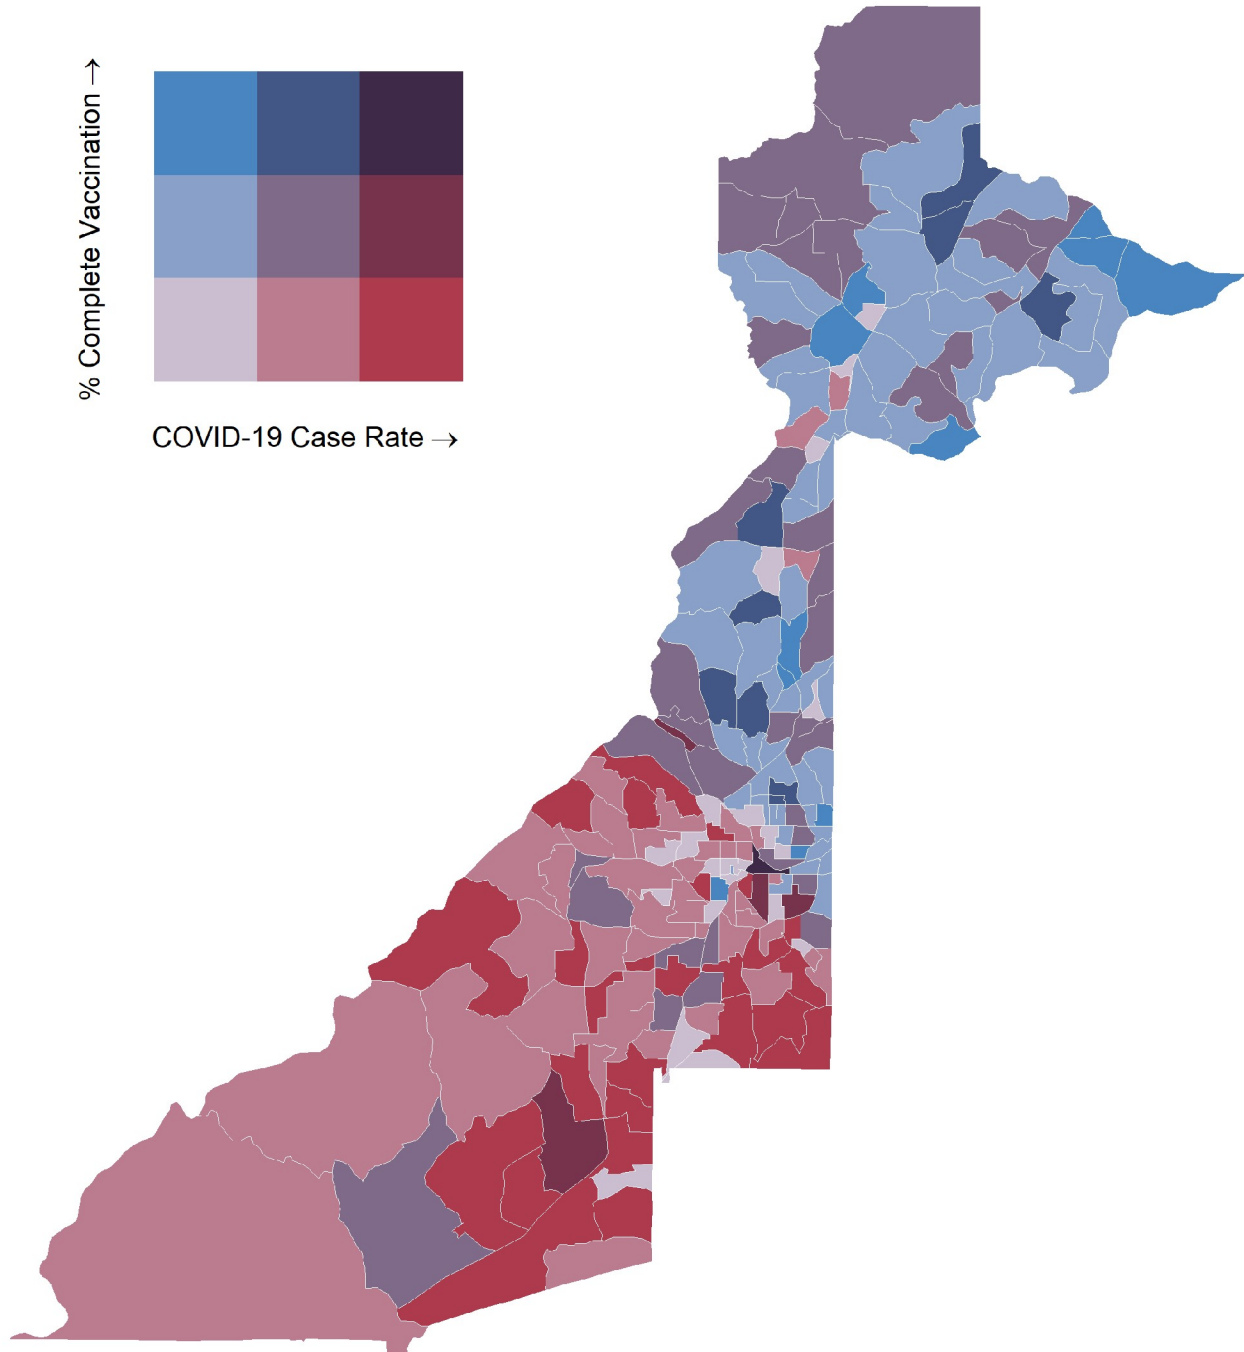 % Complete Vaccination →
COVID-19 Case Rate →